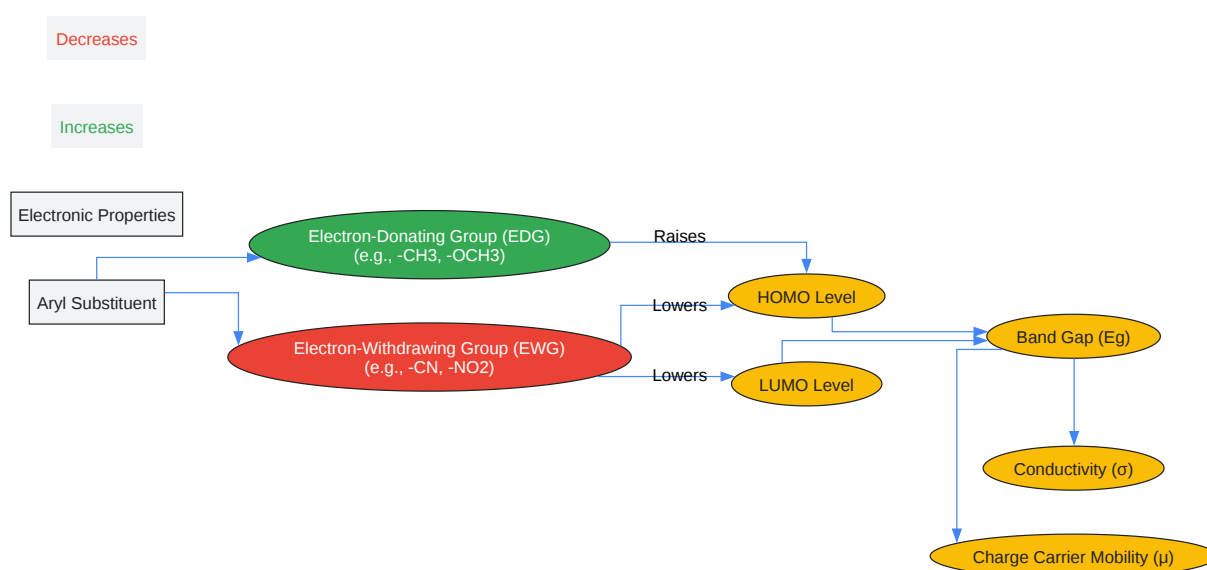 Decreases
Increases
Electronic Properties
Electron-Donating Group (EDG)
(e.g., -CH3, -OCH3)
Raises
Aryl Substituent
HOMO Level
Lowers
Electron-Withdrawing Group (EWG)
(e.g., -CN, -NO2)
Lowers
LUMO Level
Band Gap (Eg)
Conductivity (σ)
Charge Carrier Mobility (μ)